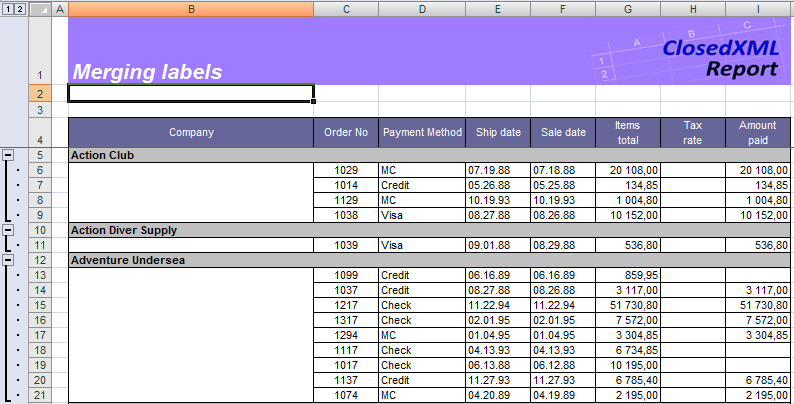 1 2 A B C D E F G H I
1 Merging labels A B C 1 2 ClosedXML Report
2
3
4 Company Order No Payment Method Ship date Sale date Items total Tax rate Amount paid
5 Action Club
6 1029 MC 07.19.88 07.18.88 20 108,00 20 108,00
7 1014 Credit 05.26.88 05.25.88 134,85 134,85
8 1129 MC 10.19.93 10.19.93 1 004,80 1 004,80
9 1038 Visa 08.27.88 08.26.88 10 152,00 10 152,00
10 Action Diver Supply
11 1039 Visa 09.01.88 08.29.88 536,80 536,80
12 Adventure Undersea
13 1099 Credit 06.16.89 06.16.89 859,95
14 1037 Credit 08.27.88 08.26.88 3 117,00 3 117,00
15 1217 Check 11.22.94 11.22.94 51 730,80 51 730,80
16 1317 Check 02.01.95 02.01.95 7 572,00 7 572,00
17 1294 MC 01.04.95 01.04.95 3 304,85 3 304,85
18 1117 Check 04.13.93 04.13.93 6 734,85
19 1017 Check 06.13.88 06.12.88 10 195,00
20 1137 Credit 11.27.93 11.27.93 6 785,40 6 785,40
21 1074 MC 04.20.89 04.19.89 2 195,00 2 195,00